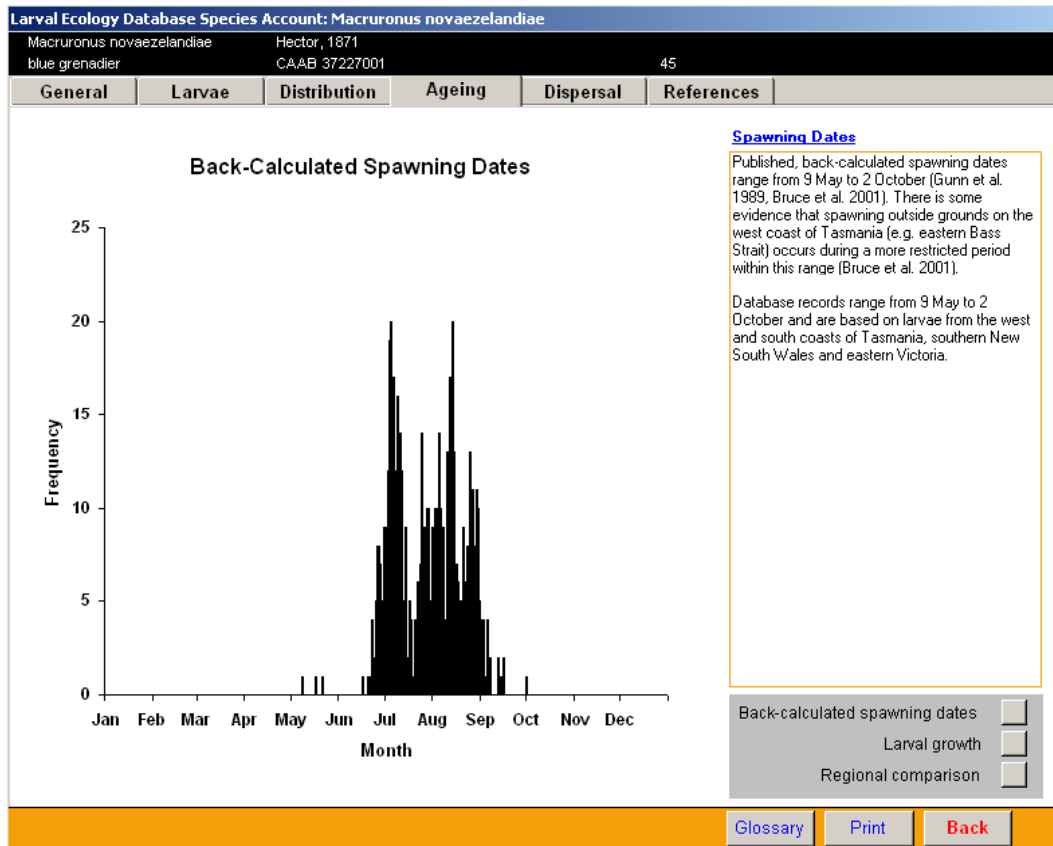 Larval Ecology Database Species Account: Macruronus novaezelandiae
Macruronus novaezelandiae Hector, 1871
blue grenadier CAAB 37227001 45
General Larvae Distribution Ageing Dispersal References
Back-Calculated Spawning Dates
25
20
15
10
5
0
Frequency
Jan Feb Mar Apr May Jun Jul Aug Sep Oct Nov Dec
Month
Spawning Dates
Published, back-calculated spawning dates
range from 9 May to 2 October (Gunn et al.
1989, Bruce et al. 2001). There is some
evidence that spawning outside grounds on the
west coast of Tasmania (e.g. eastern Bass
Strait) occurs during a more restricted period
within this range (Bruce et al. 2001).
Database records range from 9 May to 2
October and are based on larvae from the west
and south coasts of Tasmania, southern New
South Wales and eastern Victoria.
Back-calculated spawning dates
Larval growth
Regional comparison
Glossary Print Back